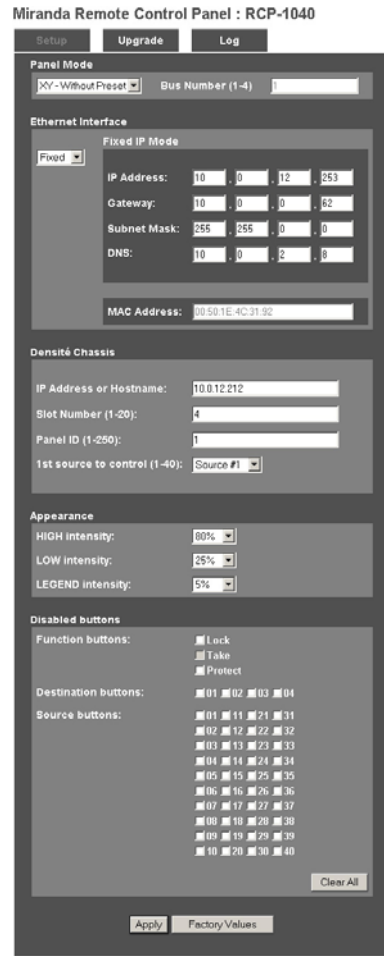 Miranda Remote Control Panel : RCP-1040
Setup Upgrade Log
Panel Mode
XY - Without Preset Bus Number (1-4) 1
Ethernet Interface
Fixed IP Mode
Fixed
IP Address: 10 . 0 . 12 . 253
Gateway: 10 . 0 . 0 . 62
Subnet Mask: 255 . 255 . 0 . 0
DNS: 10 . 0 . 2 . 8
MAC Address: 00:50:1E:4C:31:92
Densité Chassis
IP Address or Hostname: 10.0.12.212
Slot Number (1-20): 4
Panel ID (1-250): 1
1st source to control (1-40): Source #1
Appearance
HIGH intensity: 80%
LOW intensity: 25%
LEGEND intensity: 5%
Disabled buttons
Function buttons: Lock
Take
Protect
Destination buttons: 01 02 03 04
Source buttons: 01 11 21 31
02 12 22 32
03 13 23 33
04 14 24 34
05 15 25 35
06 16 26 36
07 17 27 37
08 18 28 38
09 19 29 39
10 20 30 40
Clear All
Apply Factory Values